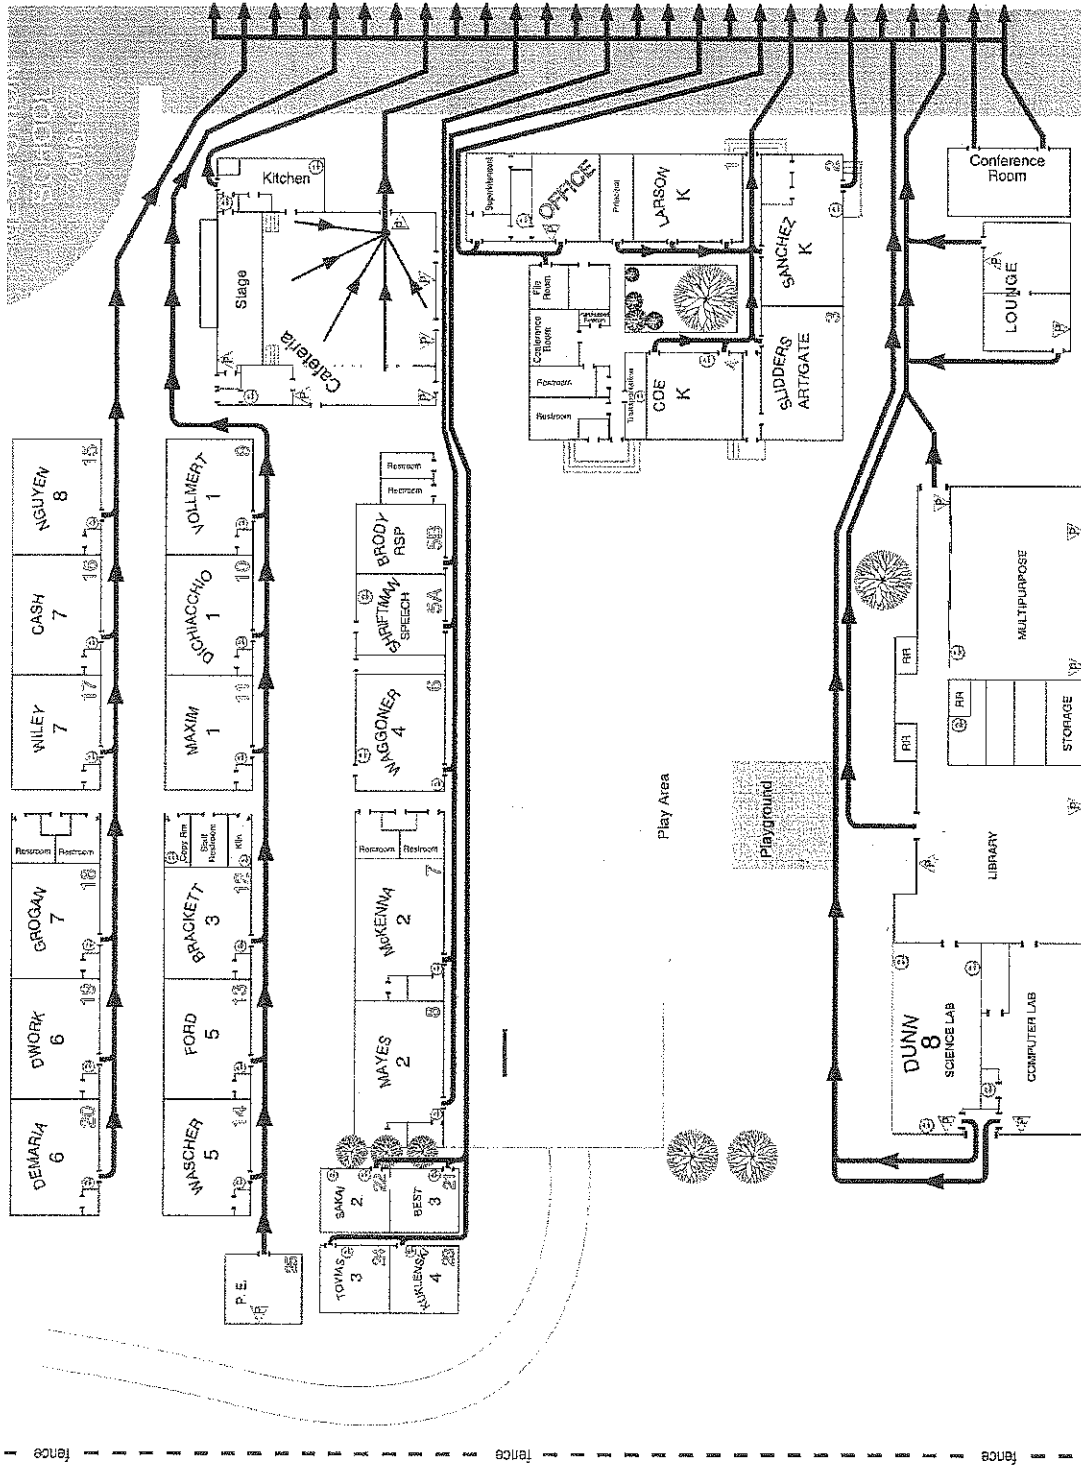 fence
fence
fence
DEMARIA
6
20
DWORK
6
19
GROGAN
7
18
Restroom
Restroom
WILEY
7
17
CASH
7
16
NGUYEN
8
15
P. E.
25
WASCHER
5
14
FORD
5
13
BRACKETT
3
12
Copy Rm
Staff
Restroom
Kiln
MAXIM
1
11
DICHIACCHIO
1
10
VOLLMERT
1
9
TOVIAS
3
24
KUKLENSKI
4
23
SAKAI
2
22
BEST
3
21
MAYES
2
8
McKENNA
2
7
Restroom
Restroom
WAGGONER
4
6
SHRIFTMAN
SPEECH
5A
BRODY
RSP
5B
Restroom
Restroom
Stage
Kitchen
Cafeteria
Restroom
Restroom
Conference
Room
File
Room
Superintendent
OFFICE
Principal
LARSON
K
1
Transportation
COE
K
4
SLIDDERS
ART/GATE
3
SANCHEZ
K
2
Play Area
Playground
DUNN
8
SCIENCE LAB
COMPUTER LAB
LIBRARY
RR
RR
RR
STORAGE
MULTIPURPOSE
LOUNGE
Conference
Room